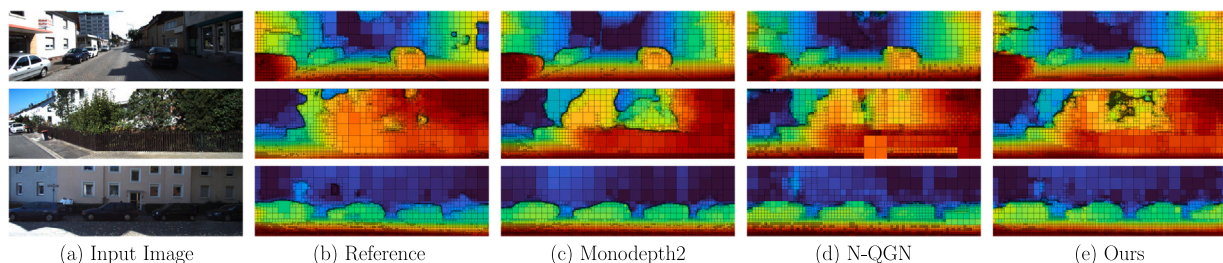 (a) Input Image
(b) Reference
(c) Monodepth2
(d) N-QGN
(e) Ours